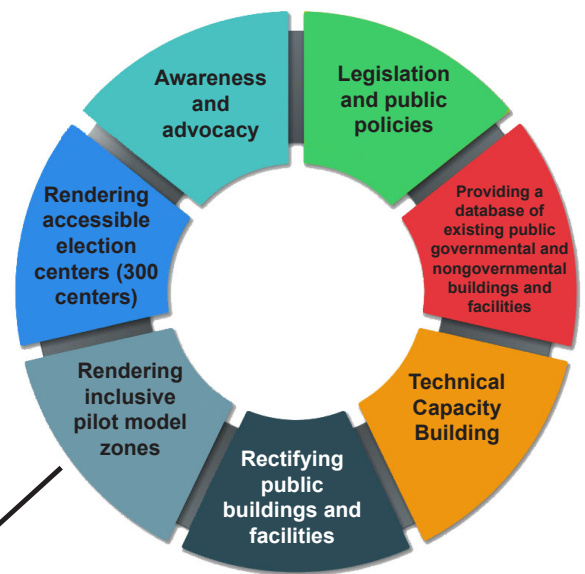 Awareness
and
advocacy
Legislation
and public
policies
Providing a
database of
existing public
governmental and
nongovernmental
buildings and
facilities
Technical
Capacity
Building
Rectifying
public
buildings and
facilities
Rendering
inclusive
pilot model
zones
Rendering
accessible
election
centers (300
centers)